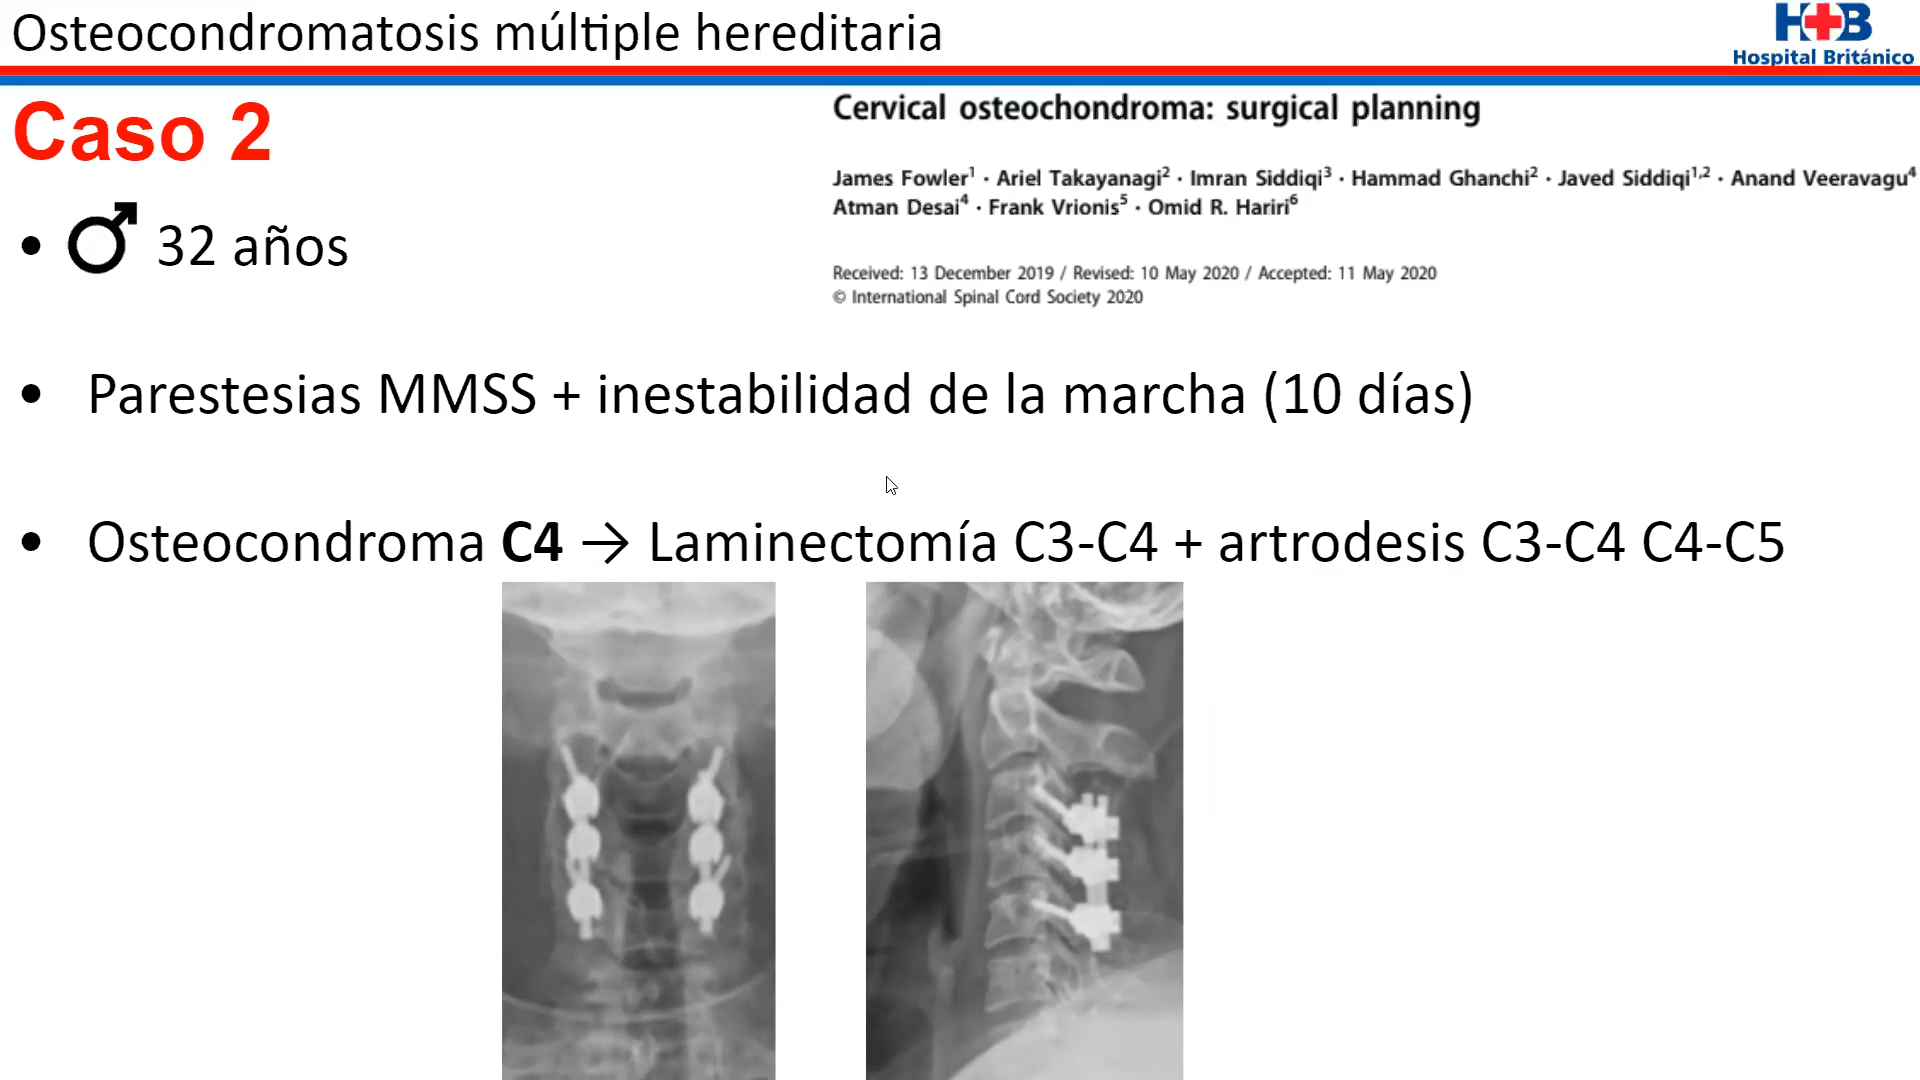 Osteocondromatosis múltiple hereditaria
H+B
Hospital Británico
Caso 2
Cervical osteochondroma: surgical planning
James Fowler1 · Ariel Takayanagi2 · Imran Siddiqi3 · Hammad Ghanchi2 · Javed Siddiqi1,2 · Anand Veeravagu4
Atman Desai4 · Frank Vrionis5 · Omid R. Hariri6
• ♂ 32 años
Received: 13 December 2019 / Revised: 10 May 2020 / Accepted: 11 May 2020
© International Spinal Cord Society 2020
• Parestesias MMSS + inestabilidad de la marcha (10 días)
• Osteocondroma C4 → Laminectomía C3-C4 + artrodesis C3-C4 C4-C5